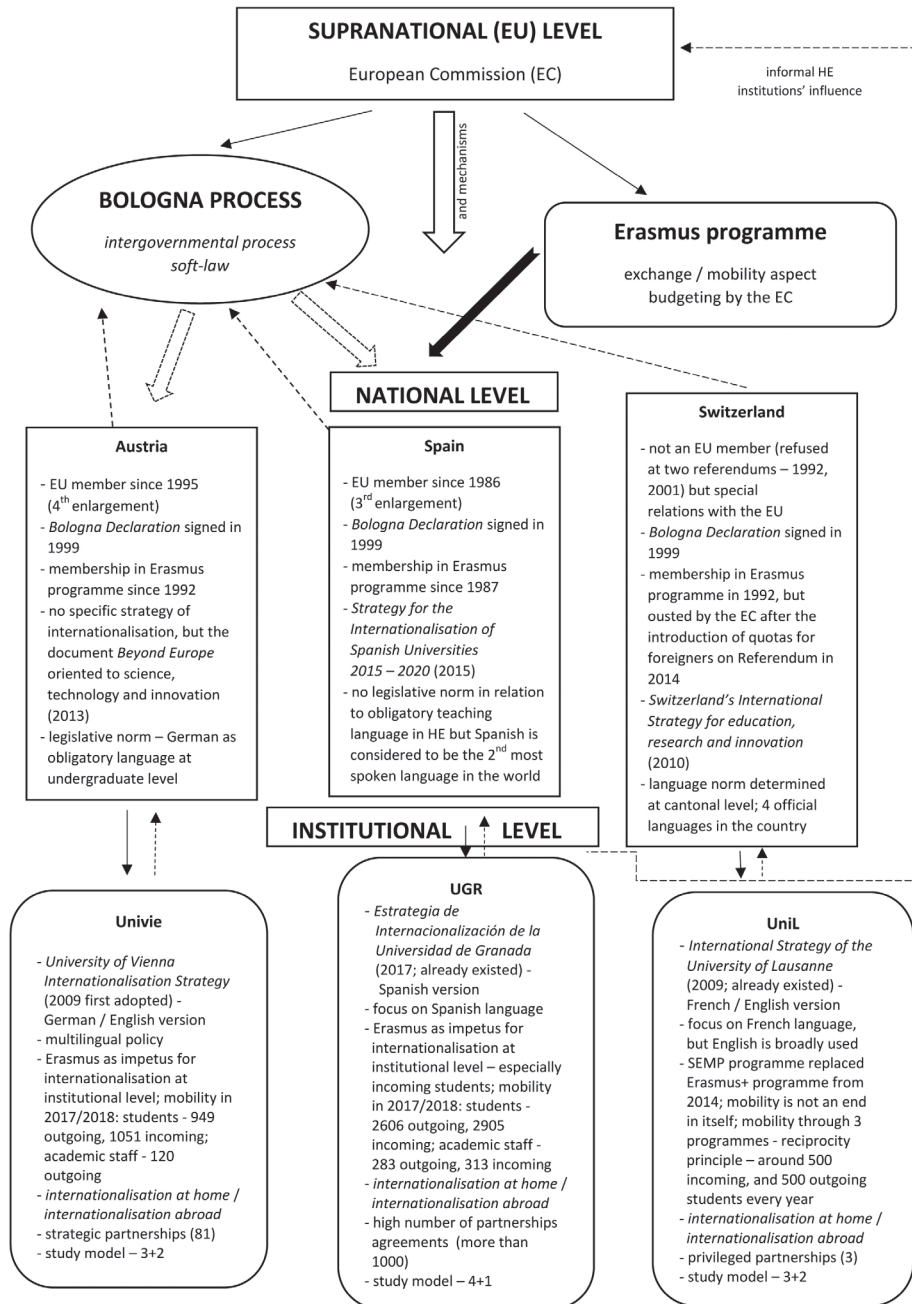 SUPRANATIONAL (EU) LEVEL
European Commission (EC)
informal HE
institutions’ influence
and mechanisms
BOLOGNA PROCESS
intergovernmental process
soft-law
Erasmus programme
exchange / mobility aspect
budgeting by the EC
NATIONAL LEVEL
Austria
- EU member since 1995
(4th enlargement)
- Bologna Declaration signed in
1999
- membership in Erasmus
programme since 1992
- no specific strategy of
internationalisation, but the
document Beyond Europe
oriented to science,
technology and innovation
(2013)
- legislative norm – German as
obligatory language at
undergraduate level
Spain
- EU member since 1986
(3rd enlargement)
- Bologna Declaration signed in
1999
- membership in Erasmus
programme since 1987
- Strategy for the
Internationalisation of
Spanish Universities
2015 – 2020 (2015)
- no legislative norm in relation
to obligatory teaching
language in HE but Spanish is
considered to be the 2nd most
spoken language in the world
Switzerland
- not an EU member (refused
at two referendums – 1992,
2001) but special
relations with the EU
- Bologna Declaration signed in
1999
- membership in Erasmus
programme in 1992, but
ousted by the EC after the
introduction of quotas for
foreigners on Referendum in
2014
- Switzerland’s International
Strategy for education,
research and innovation
(2010)
- language norm determined
at cantonal level; 4 official
languages in the country
INSTITUTIONAL LEVEL
Univie
- University of Vienna
Internationalisation Strategy
(2009 first adopted) -
German / English version
- multilingual policy
- Erasmus as impetus for
internationalisation at
institutional level; mobility in
2017/2018: students - 949
outgoing, 1051 incoming;
academic staff - 120
outgoing
- internationalisation at home /
internationalisation abroad
- strategic partnerships (81)
- study model – 3+2
UGR
- Estrategia de
Internacionalización de la
Universidad de Granada
(2017; already existed) -
Spanish version
- focus on Spanish language
- Erasmus as impetus for
internationalisation at
institutional level – especially
incoming students; mobility
in 2017/2018: students -
2606 outgoing, 2905
incoming; academic staff -
283 outgoing, 313 incoming
- internationalisation at home /
internationalisation abroad
- high number of partnerships
agreements (more than
1000)
- study model – 4+1
UniL
- International Strategy of the
University of Lausanne
(2009; already existed) -
French / English version
- focus on French language,
but English is broadly used
- SEMP programme replaced
Erasmus+ programme from
2014; mobility is not an end
in itself; mobility through 3
programmes - reciprocity
principle – around 500
incoming, and 500 outgoing
students every year
- internationalisation at home /
internationalisation abroad
- privileged partnerships (3)
- study model – 3+2